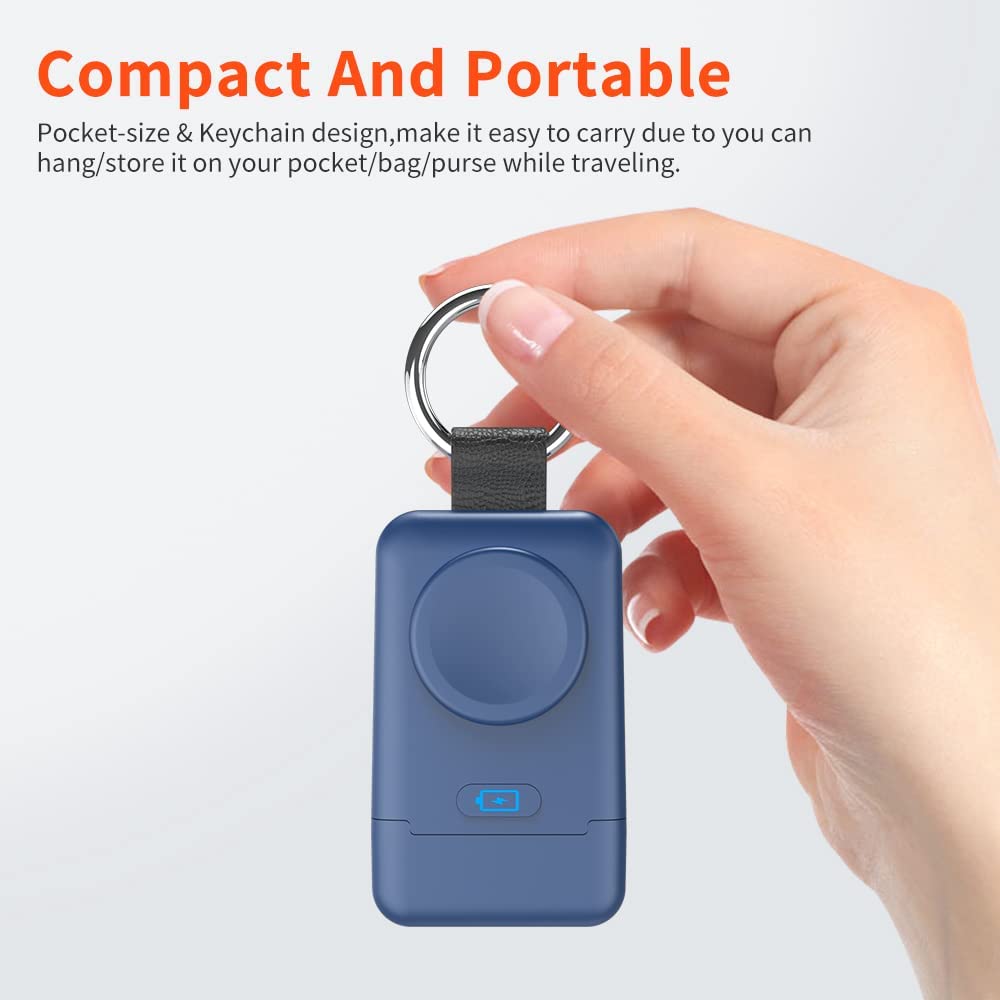 Compact And Portable
Pocket-size & Keychain design,make it easy to carry due to you can
hang/store it on your pocket/bag/purse while traveling.